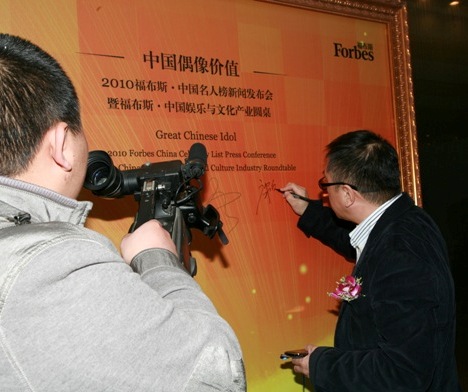 福布斯
Forbes
中国偶像价值
2010福布斯·中国名人榜新闻发布会
暨福布斯·中国娱乐与文化产业圆桌
Great Chinese Idol
2010 Forbes China List Press Conference
Culture Industry Roundtable